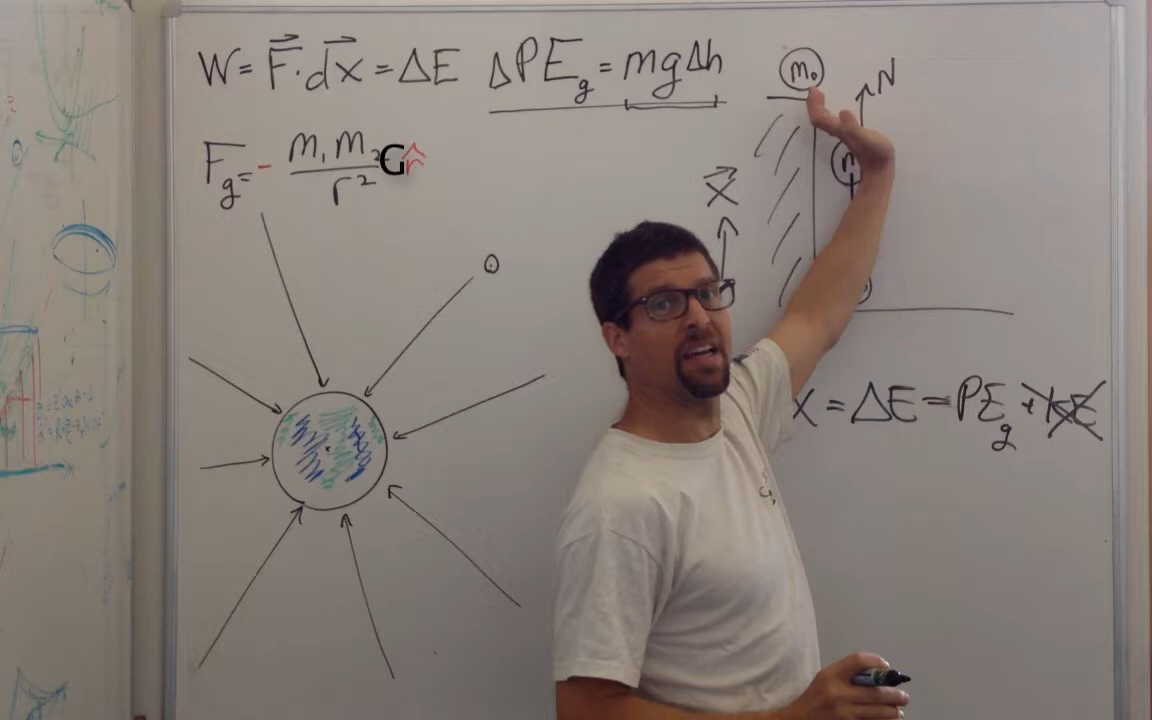 W = F⃗ · dx⃗ = ΔE
ΔPE_g = mgΔh
F_g = - m₁m₂/r² G r̂
m₀
N
m
x⃗
x = ΔE = PE_g + KE